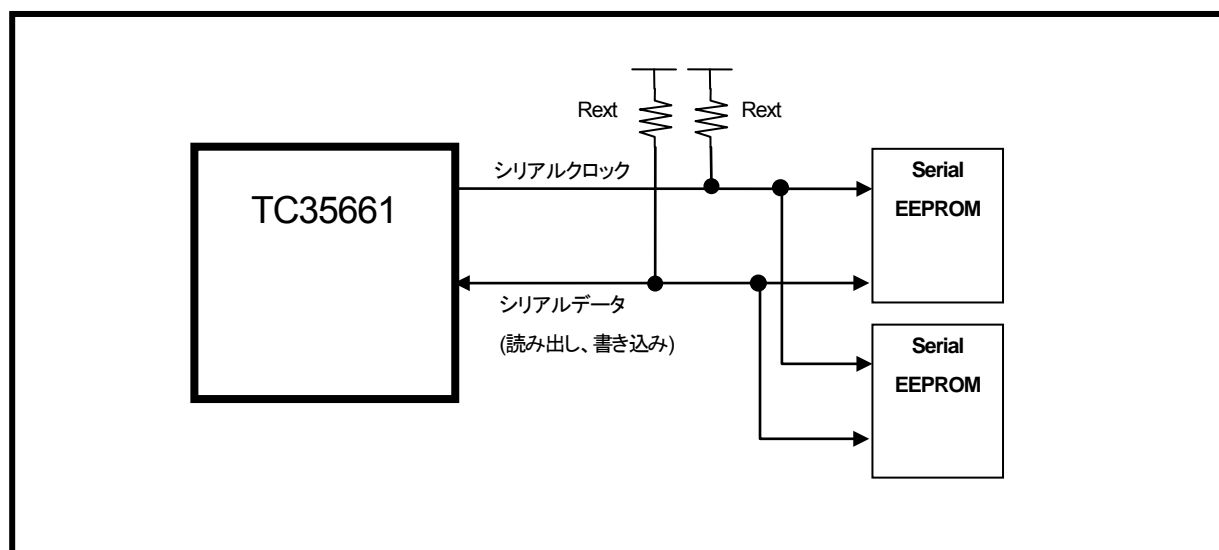 Rext
Rext
シリアルクロック
TC35661
Serial
EEPROM
シリアルデータ
(読み出し、書き込み)
Serial
EEPROM